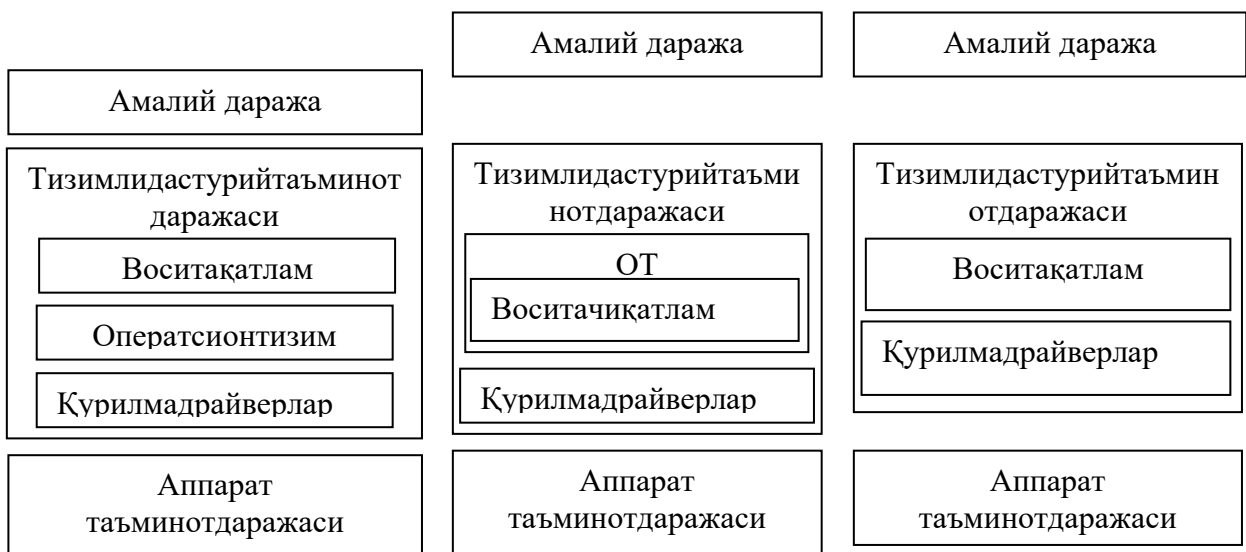 Амалий даража
Тизимлидастурийтаъминот
даражаси
Воситақатлам
Оператсионтизим
Қурилмадрайверлар
Аппарат
таъминотдаражаси
Амалий даража
Тизимлидастурийтаъми
нотдаражаси
ОТ
Воситачиқатлам
Қурилмадрайверлар
Аппарат
таъминотдаражаси
Амалий даража
Тизимлидастурийтаъмин
отдаражаси
Воситақатлам
Қурилмадрайверлар
Аппарат
таъминотдаражаси